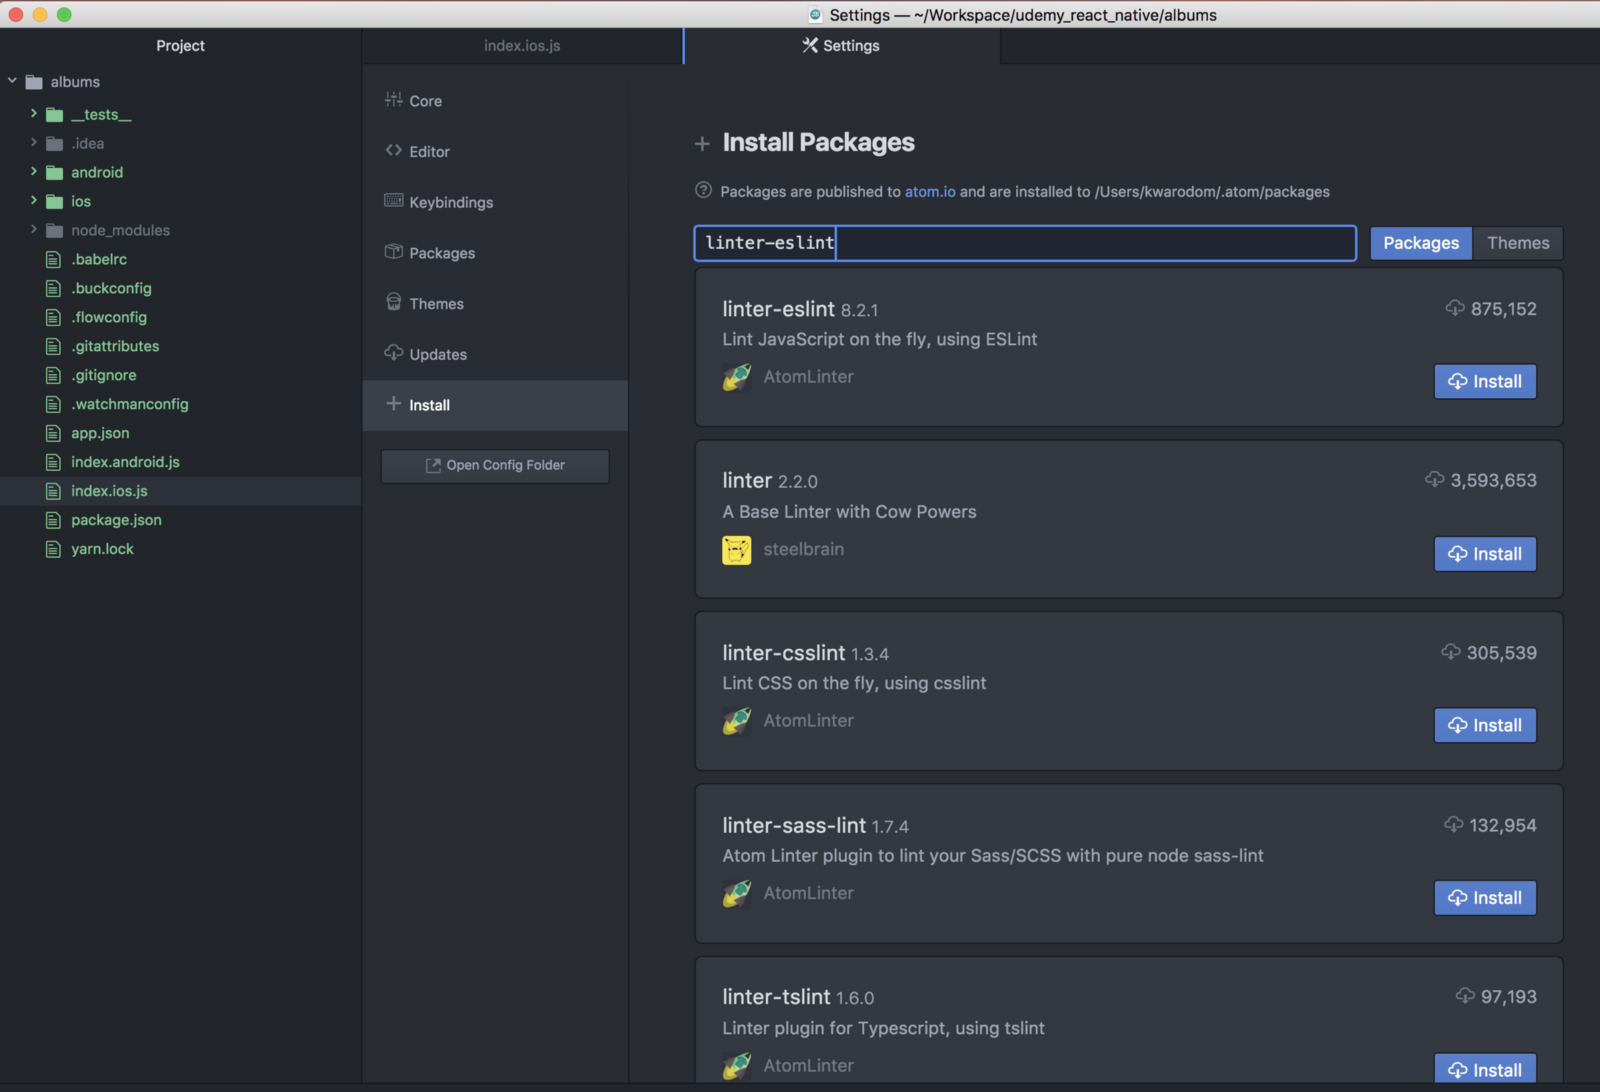 Settings — ~/Workspace/udemy_react_native/albums
Project
index.ios.js
Settings
albums
__tests__
.idea
android
ios
node_modules
.babelrc
.buckconfig
.flowconfig
.gitattributes
.gitignore
.watchmanconfig
app.json
index.android.js
index.ios.js
package.json
yarn.lock
Core
Editor
Keybindings
Packages
Themes
Updates
Install
Open Config Folder
Install Packages
Packages are published to atom.io and are installed to /Users/kwarodom/.atom/packages
linter-eslint
Packages
Themes
linter-eslint 8.2.1
875,152
Lint JavaScript on the fly, using ESLint
AtomLinter
Install
linter 2.2.0
3,593,653
A Base Linter with Cow Powers
steelbrain
Install
linter-csslint 1.3.4
305,539
Lint CSS on the fly, using csslint
AtomLinter
Install
linter-sass-lint 1.7.4
132,954
Atom Linter plugin to lint your Sass/SCSS with pure node sass-lint
AtomLinter
Install
linter-tslint 1.6.0
97,193
Linter plugin for Typescript, using tslint
AtomLinter
Install